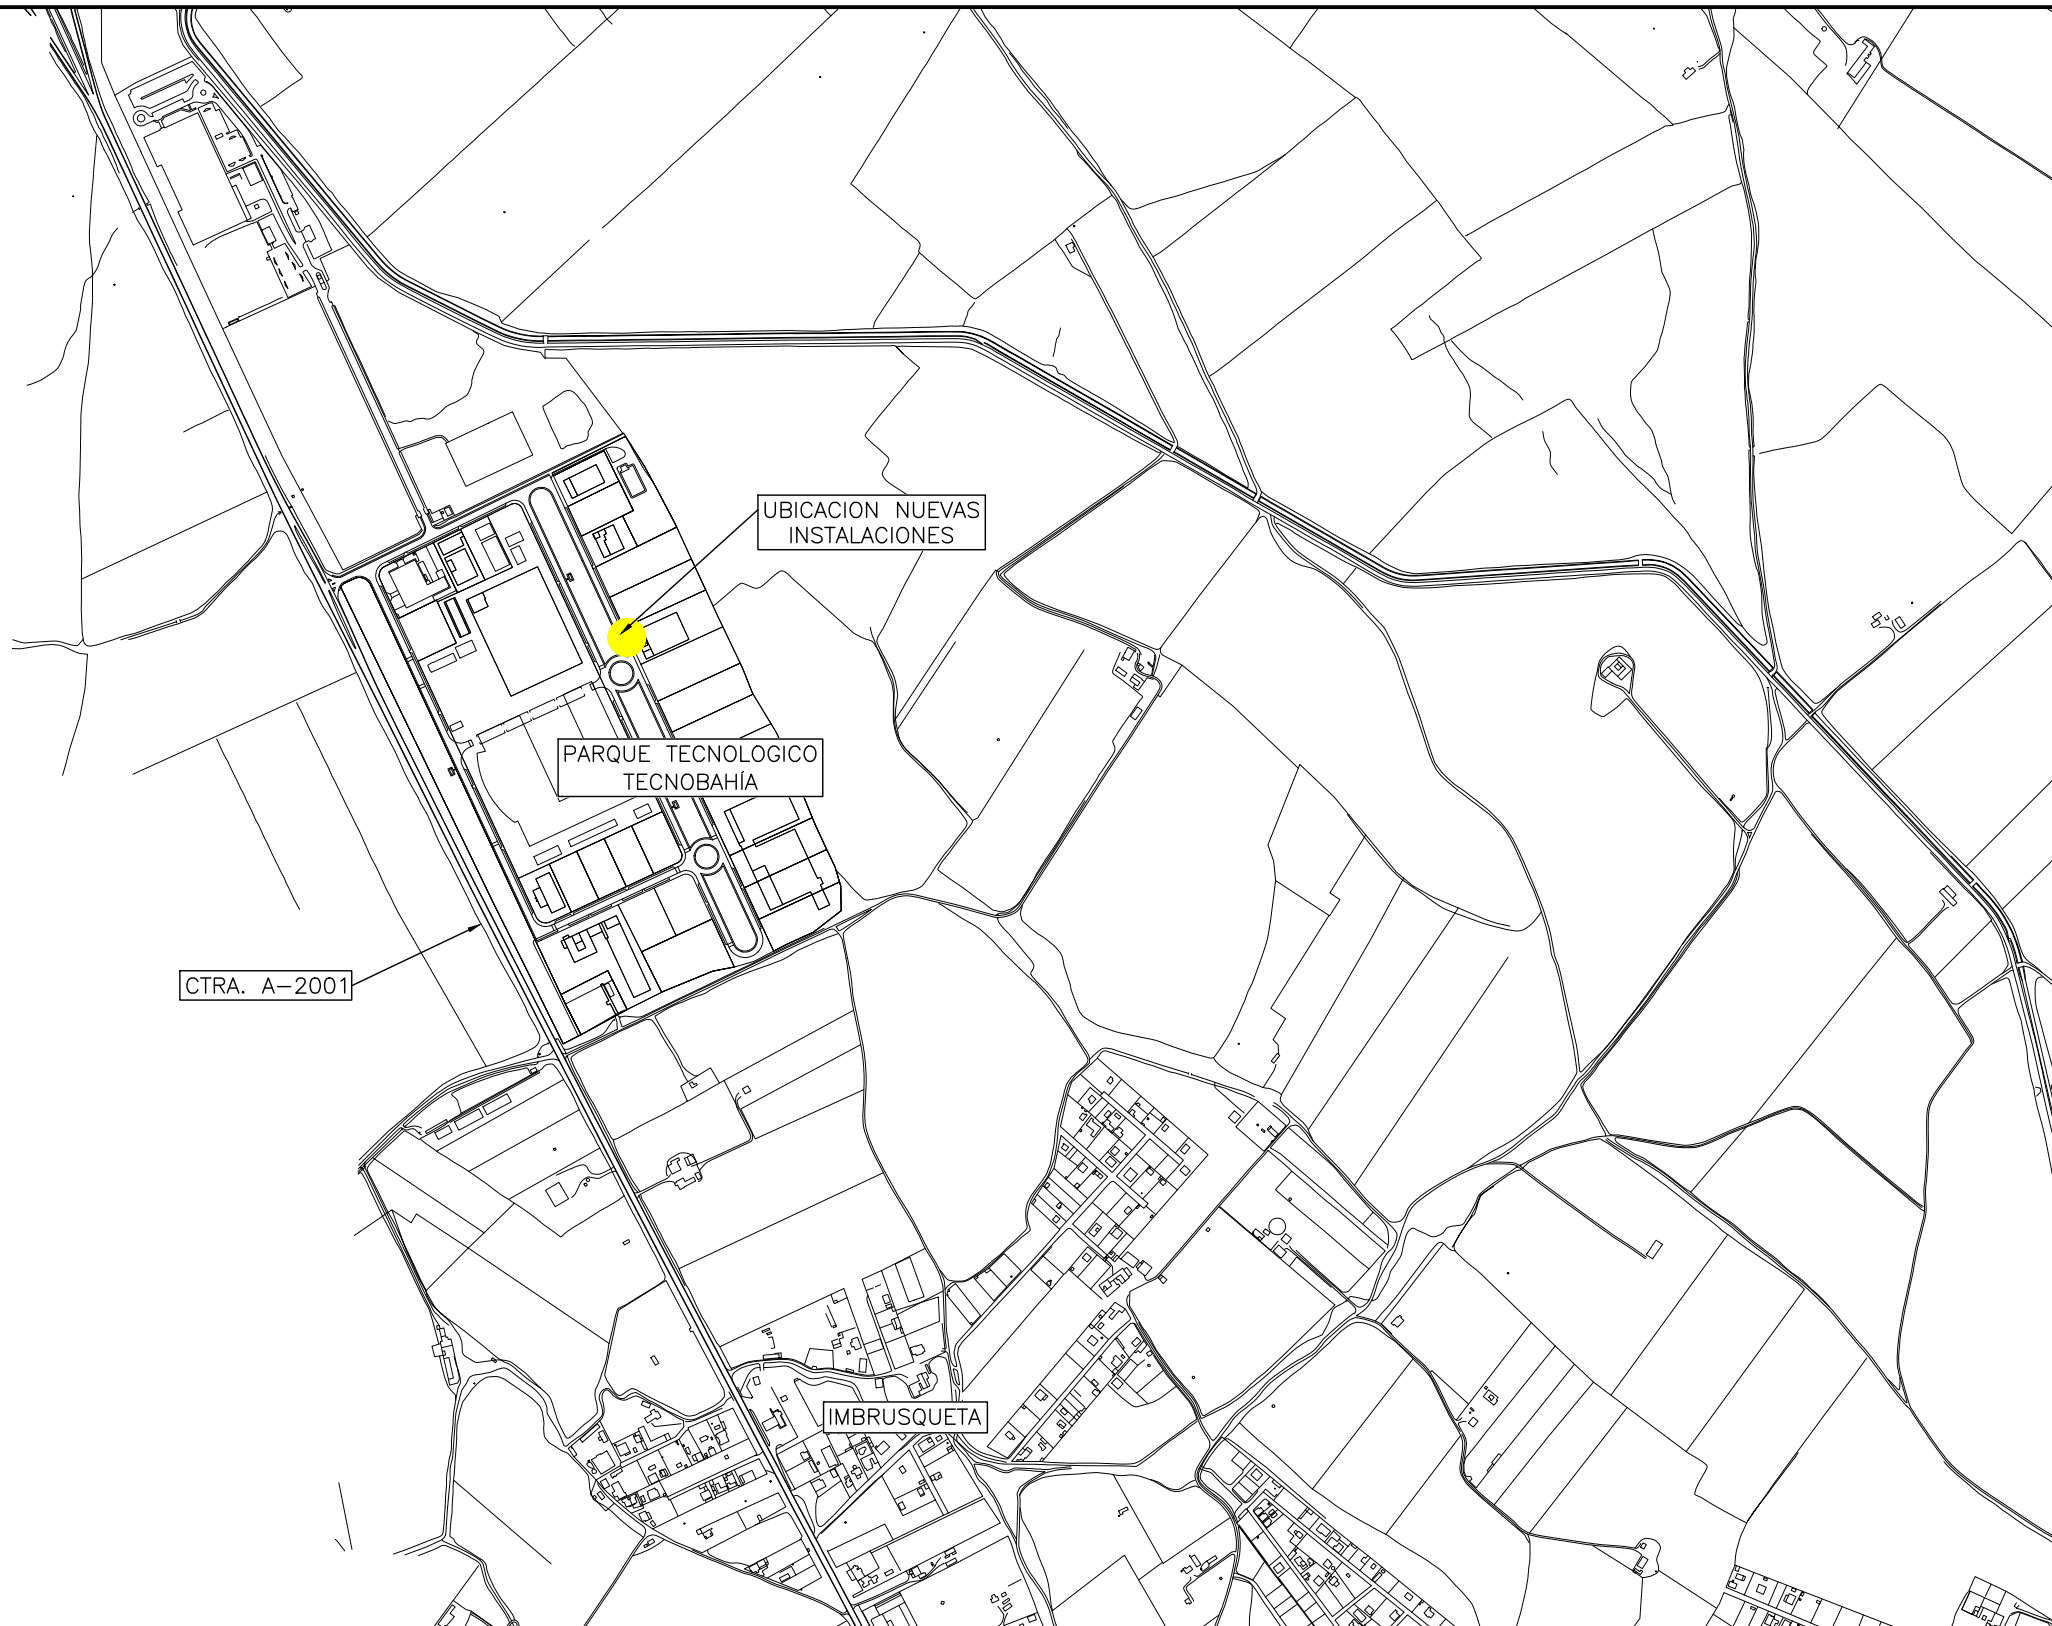 UBICACION NUEVAS
INSTALACIONES
PARQUE TECNOLOGICO
TECNOBAHÍA
CTRA. A-2001
IMBRUSQUETA